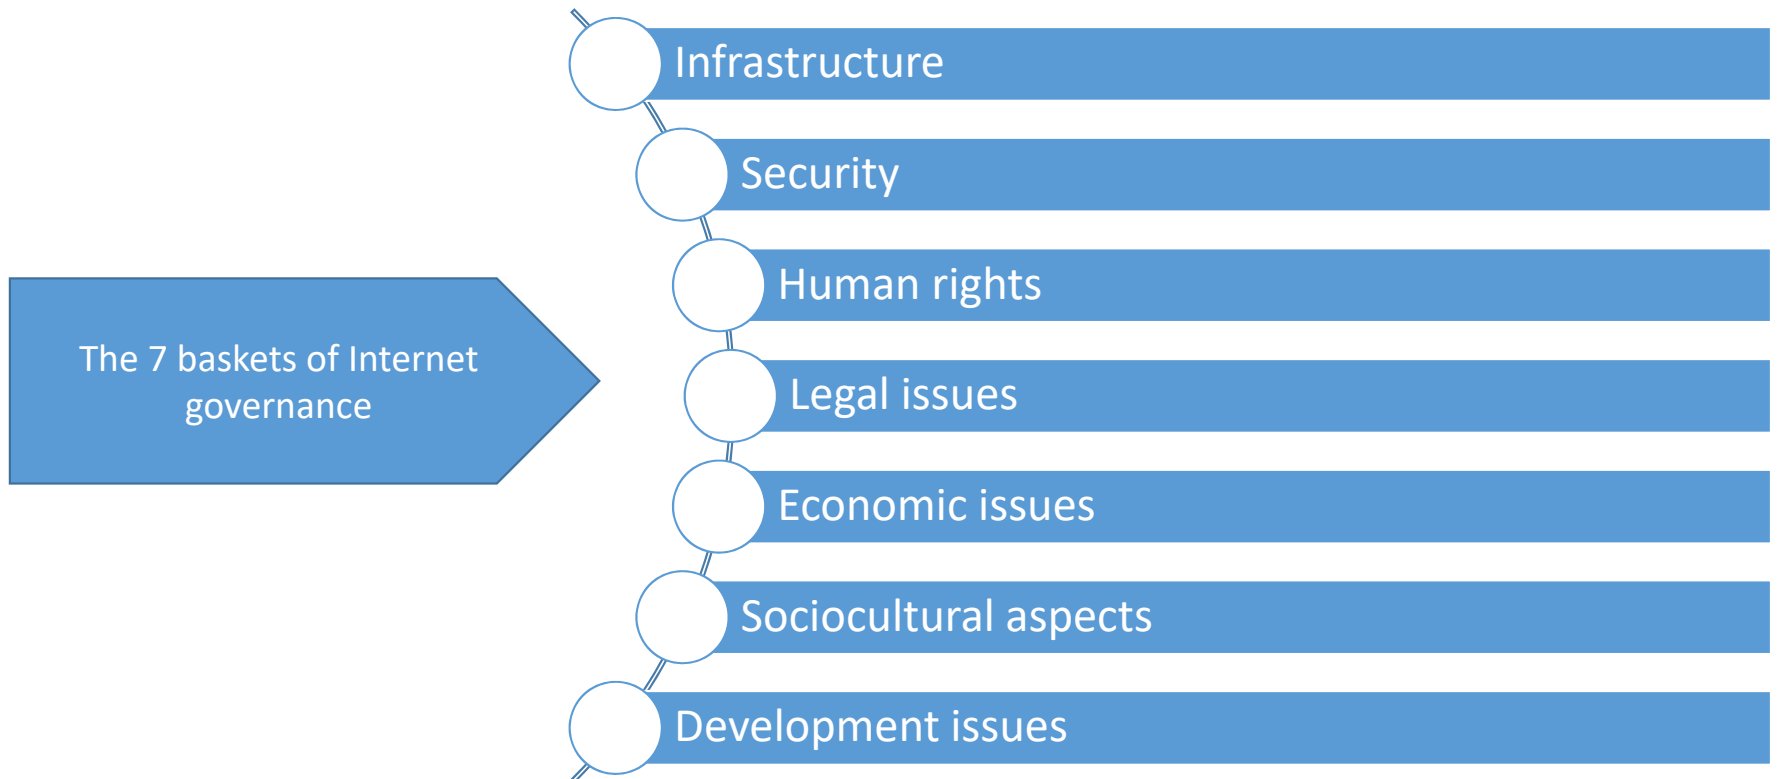 The 7 baskets of Internet
governance
Infrastructure
Security
Human rights
Legal issues
Economic issues
Sociocultural aspects
Development issues